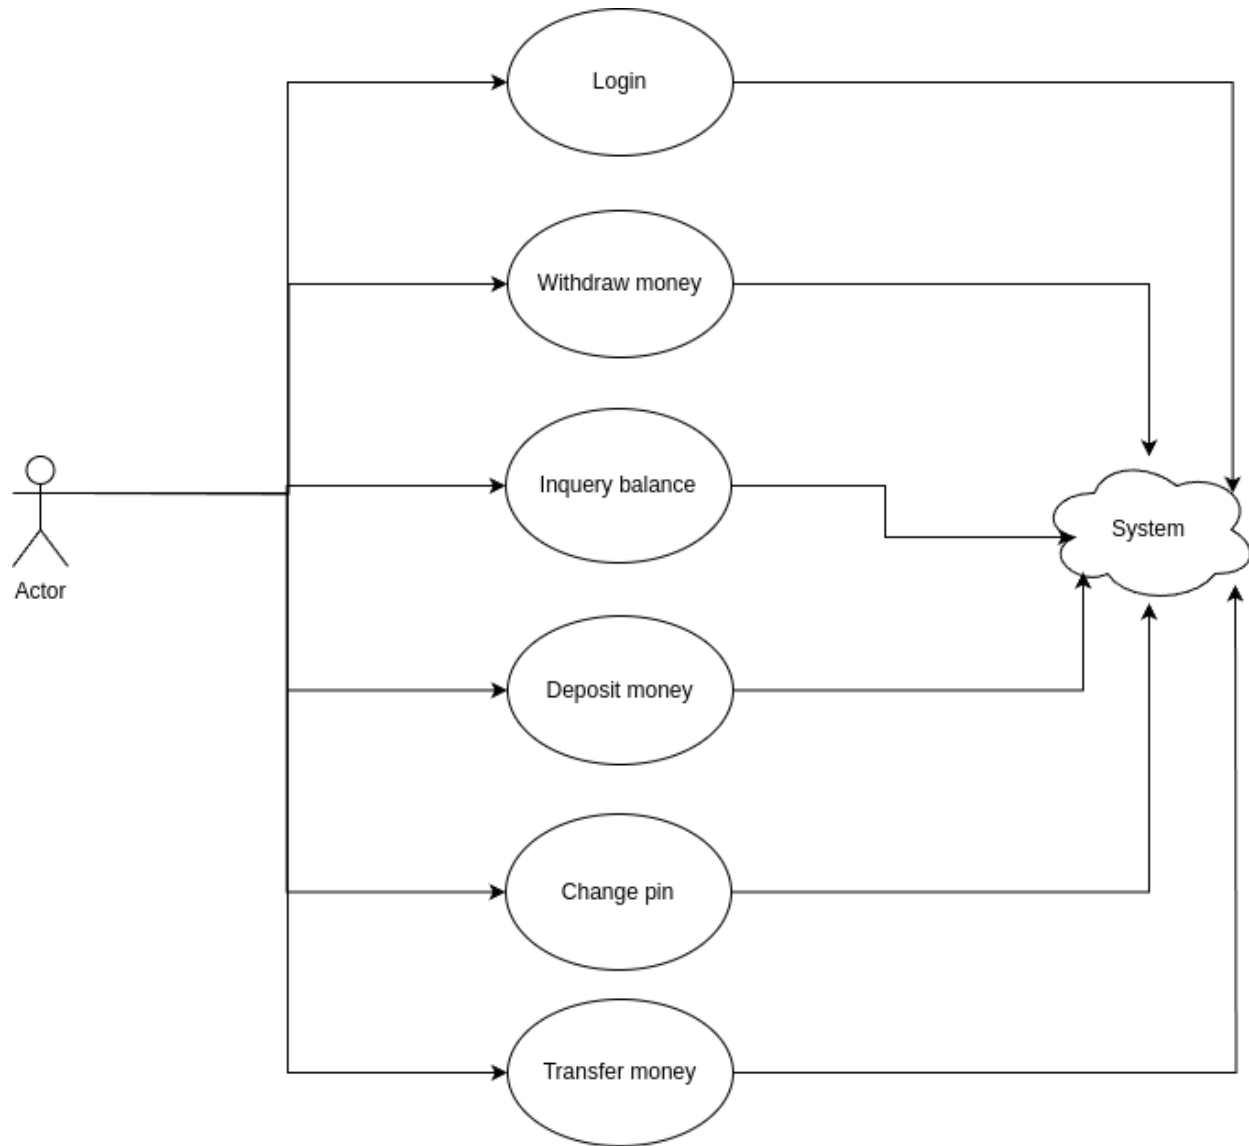 Login
Withdraw money
Inquery balance
System
Actor
Deposit money
Change pin
Transfer money